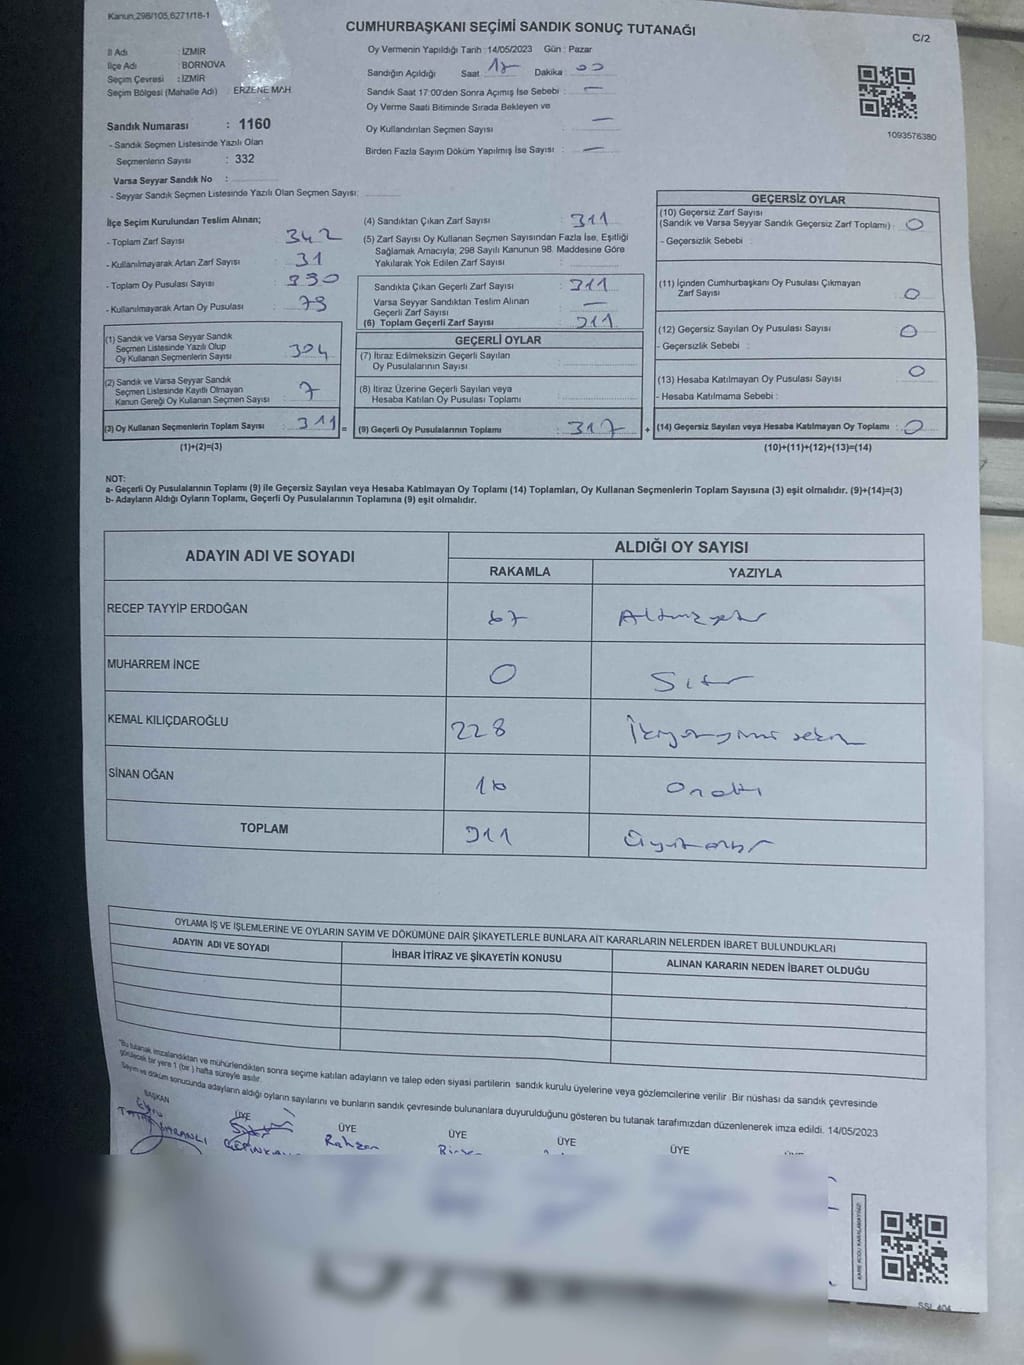 Kanun;298/105,6271/18-1
CUMHURBAŞKANI SEÇİMİ SANDIK SONUÇ TUTANAĞI
C/2
İl Adı : İZMİR
İlçe Adı : BORNOVA
Seçim Çevresi : İZMİR
Seçim Bölgesi (Mahalle Adı) : ERZENE MAH.
Oy Vermenin Yapıldığı Tarih :14/05/2023 Gün : Pazar
Sandığın Açıldığı Saat 17 Dakika : 00
Sandık Saat 17:00'den Sonra Açımış İse Sebebi : —
Oy Verme Saati Bitiminde Sırada Bekleyen ve
Oy Kullandırılan Seçmen Sayısı : —
Birden Fazla Sayım Döküm Yapılmış İse Sayısı : —
1093576380
Sandık Numarası : 1160
- Sandık Seçmen Listesinde Yazılı Olan
Seçmenlerin Sayısı : 332
Varsa Seyyar Sandık No :
- Seyyar Sandık Seçmen Listesinde Yazılı Olan Seçmen Sayısı:
İlçe Seçim Kurulundan Teslim Alınan;
- Toplam Zarf Sayısı : 342
- Kullanılmayarak Artan Zarf Sayısı : 31
- Toplam Oy Pusulası Sayısı : 390
- Kullanılmayarak Artan Oy Pusulası : 79
(1) Sandık ve Varsa Seyyar Sandık
Seçmen Listesinde Yazılı Olup
Oy Kullanan Seçmenlerin Sayısı : 304
(2) Sandık ve Varsa Seyyar Sandık
Seçmen Listesinde Kayıtlı Olmayan
Kanun Gereği Oy Kullanan Seçmen Sayısı : 7
(3) Oy Kullanan Seçmenlerin Toplam Sayısı : 311 =
(1)+(2)=(3)
(4) Sandıktan Çıkan Zarf Sayısı : 311
(5) Zarf Sayısı Oy Kullanan Seçmen Sayısından Fazla İse, Eşitliği
Sağlamak Amacıyla; 298 Sayılı Kanunun 98. Maddesine Göre
Yakılarak Yok Edilen Zarf Sayısı :
Sandıkta Çıkan Geçerli Zarf Sayısı : 311
Varsa Seyyar Sandıktan Teslim Alınan
Geçerli Zarf Sayısı : —
(6) Toplam Geçerli Zarf Sayısı : 311
GEÇERLİ OYLAR
(7) İtiraz Edilmeksizin Geçerli Sayılan
Oy Pusulalarının Sayısı :
(8) İtiraz Üzerine Geçerli Sayılan veya
Hesaba Katılan Oy Pusulası Toplamı :
(9) Geçerli Oy Pusulalarının Toplamı : 317 +
GEÇERSİZ OYLAR
(10) Geçersiz Zarf Sayısı
(Sandık ve Varsa Seyyar Sandık Geçersiz Zarf Toplamı) : 0
- Geçersizlik Sebebi :
(11) İçinden Cumhurbaşkanı Oy Pusulası Çıkmayan
Zarf Sayısı : 0
(12) Geçersiz Sayılan Oy Pusulası Sayısı : 0
- Geçersizlik Sebebi :
(13) Hesaba Katılmayan Oy Pusulası Sayısı : 0
- Hesaba Katılmama Sebebi :
(14) Geçersiz Sayılan veya Hesaba Katılmayan Oy Toplamı : 0
(10)+(11)+(12)+(13)=(14)
NOT:
a- Geçerli Oy Pusulalarının Toplamı (9) ile Geçersiz Sayılan veya Hesaba Katılmayan Oy Toplamı (14) Toplamları, Oy Kullanan Seçmenlerin Toplam Sayısına (3) eşit olmalıdır. (9)+(14)=(3)
b- Adayların Aldığı Oyların Toplamı, Geçerli Oy Pusulalarının Toplamına (9) eşit olmalıdır.
ADAYIN ADI VE SOYADI
ALDIĞI OY SAYISI
RAKAMLA YAZIYLA
RECEP TAYYİP ERDOĞAN 67 Altmışyedi
MUHARREM İNCE 0 Sıfır
KEMAL KILIÇDAROĞLU 228 İkiyüzyirmi sekiz
SİNAN OĞAN 16 Onaltı
TOPLAM 311 Üçyüzonbir
OYLAMA İŞ VE İŞLEMLERİNE VE OYLARIN SAYIM VE DÖKÜMÜNE DAİR ŞİKAYETLERLE BUNLARA AİT KARARLARIN NELERDEN İBARET BULUNDUKLARI
ADAYIN ADI VE SOYADI İHBAR İTİRAZ VE ŞİKAYETİN KONUSU ALINAN KARARIN NEDEN İBARET OLDUĞU
"Bu tutanak imzalandıktan ve mühürlendikten sonra seçime katılan adayların ve talep eden siyasi partilerin sandık kurulu üyelerine veya gözlemcilerine verilir. Bir nüshası da sandık çevresinde
görülecek bir yere 1 (bir) hafta süreyle asılır.
Sayım ve döküm sonucunda adayların aldığı oyların sayılarını ve bunların sandık çevresinde bulunanlara duyurulduğunu gösteren bu tutanak tarafımızdan düzenlenerek imza edildi. 14/05/2023
BAŞKAN ÜYE ÜYE ÜYE ÜYE ÜYE
SSL 404